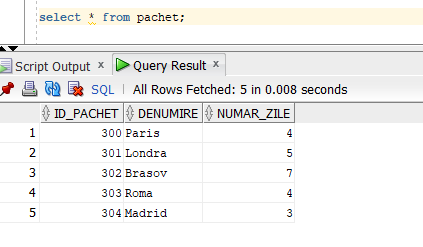 select * from pachet;
Script Output x Query Result x
SQL | All Rows Fetched: 5 in 0.008 seconds
ID_PACHET DENUMIRE NUMAR_ZILE
1 300 Paris 4
2 301 Londra 5
3 302 Brasov 7
4 303 Roma 4
5 304 Madrid 3